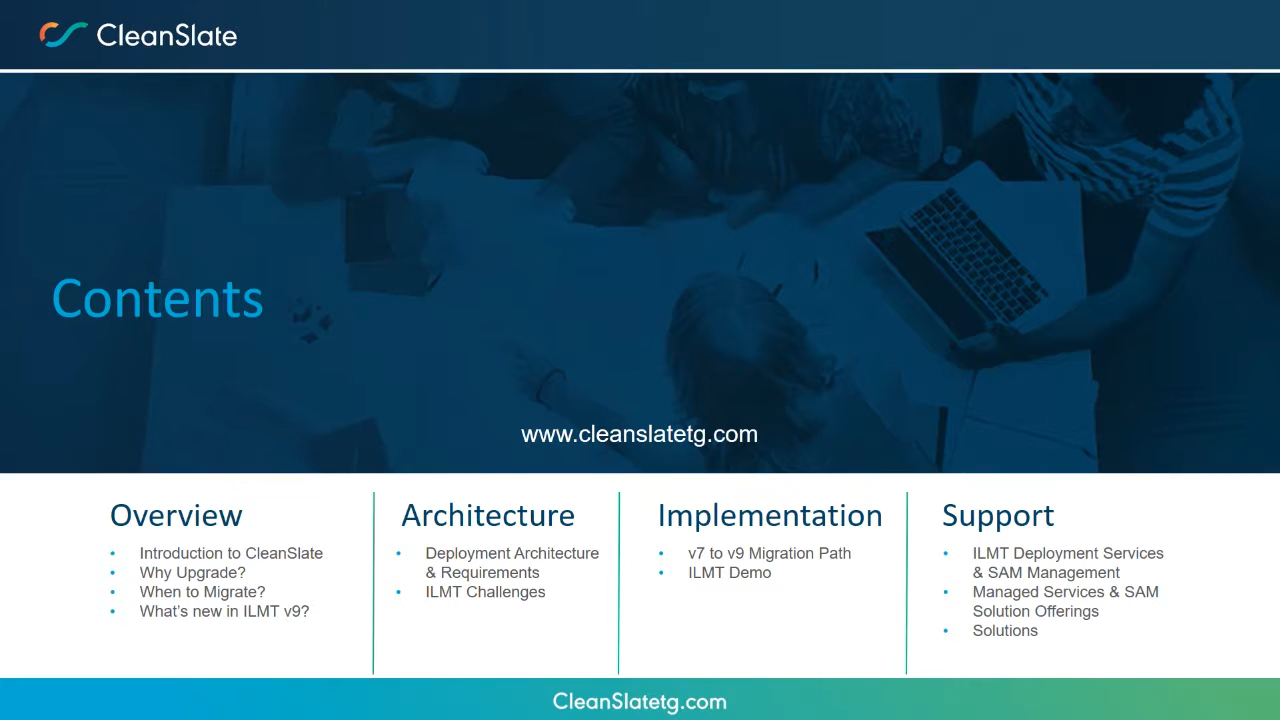 CleanSlate
Contents
www.cleanslatetg.com
Overview
• Introduction to CleanSlate
• Why Upgrade?
• When to Migrate?
• What's new in ILMT v9?
Architecture
• Deployment Architecture
& Requirements
• ILMT Challenges
Implementation
• v7 to v9 Migration Path
• ILMT Demo
Support
• ILMT Deployment Services
& SAM Management
• Managed Services & SAM
Solution Offerings
• Solutions
CleanSlatetg.com